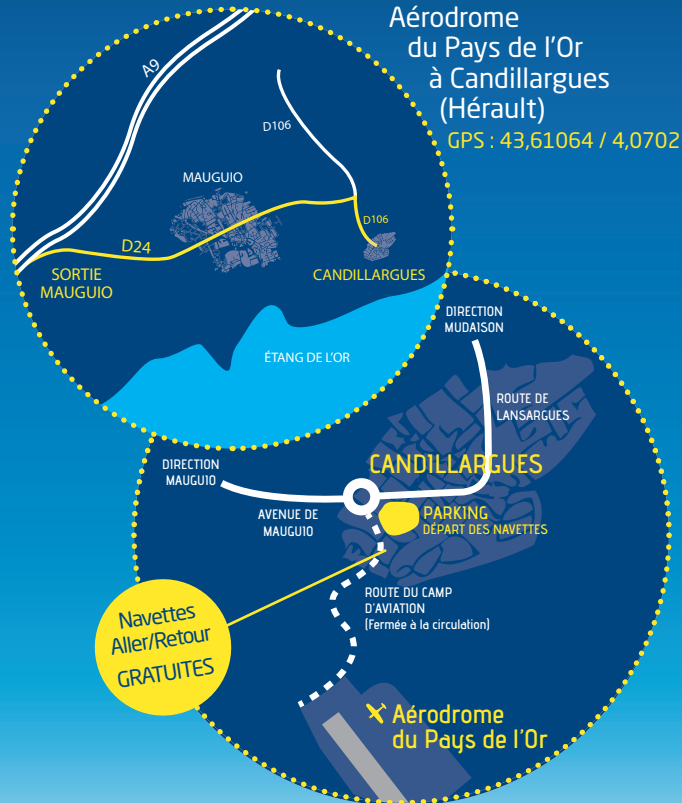 Aérodrome
du Pays de l'Or
à Candillargues
(Hérault)
GPS : 43,61064 / 4,0702
A9
D106
MAUGUIO
D106
D24
SORTIE
MAUGUIO
CANDILLARGUES
ÉTANG DE L'OR
DIRECTION
MUDAISON
ROUTE DE
LANSARGUES
DIRECTION
MAUGUIO
CANDILLARGUES
AVENUE DE
MAUGUIO
PARKING
DÉPART DES NAVETTES
ROUTE DU CAMP
D'AVIATION
(Fermée à la circulation)
Navettes
Aller/Retour
GRATUITES
Aérodrome
du Pays de l'Or